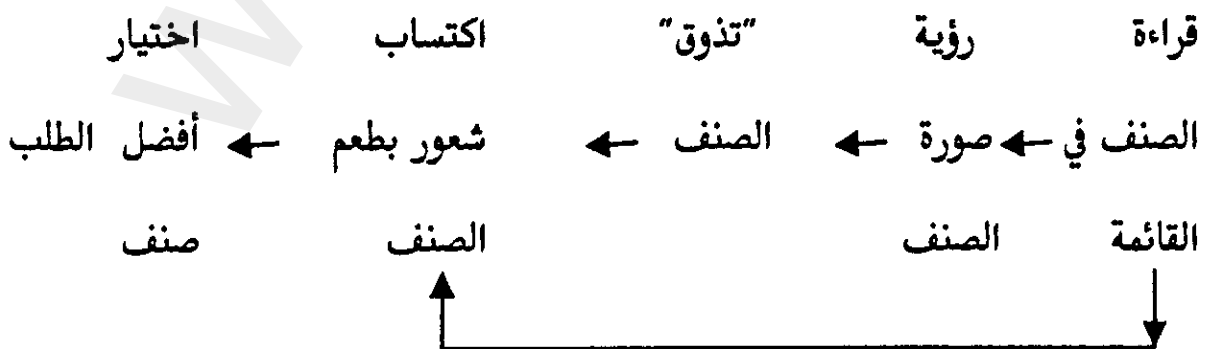 قراءة رؤية "تذوق" اكتساب اختيار
الصنف في صورة الصنف شعور بطعم أفضل الطلب
القائمة الصنف الصنف صنف